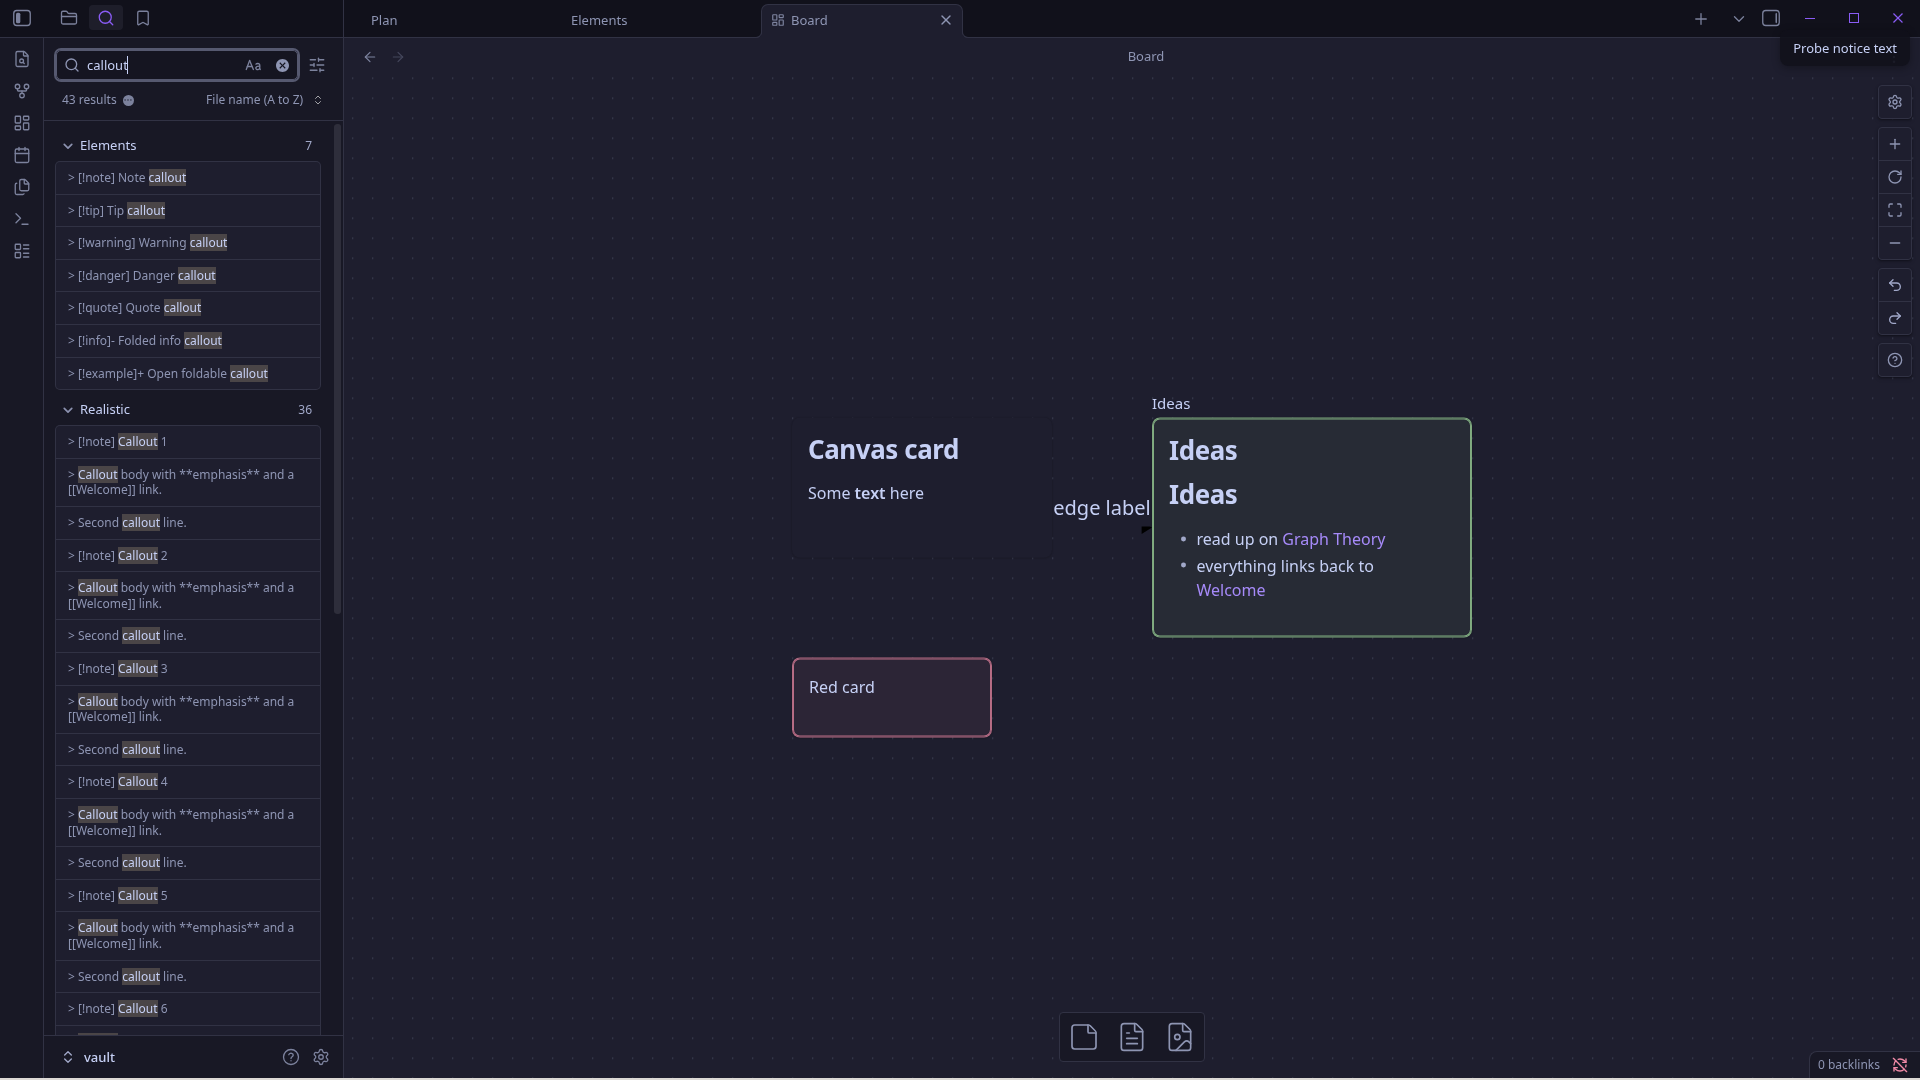 Plan
Elements
Board
callout
Aa
43 results
File name (A to Z)
Elements
7
> [!note] Note callout
> [!tip] Tip callout
> [!warning] Warning callout
> [!danger] Danger callout
> [!quote] Quote callout
> [!info]- Folded info callout
> [!example]+ Open foldable callout
Realistic
36
> [!note] Callout 1
> Callout body with **emphasis** and a
[[Welcome]] link.
> Second callout line.
> [!note] Callout 2
> Callout body with **emphasis** and a
[[Welcome]] link.
> Second callout line.
> [!note] Callout 3
> Callout body with **emphasis** and a
[[Welcome]] link.
> Second callout line.
> [!note] Callout 4
> Callout body with **emphasis** and a
[[Welcome]] link.
> Second callout line.
> [!note] Callout 5
> Callout body with **emphasis** and a
[[Welcome]] link.
> Second callout line.
> [!note] Callout 6
vault
Board
Probe notice text
Canvas card
Some text here
edge label
Ideas
Ideas
Ideas
• read up on Graph Theory
• everything links back to
Welcome
Red card
0 backlinks